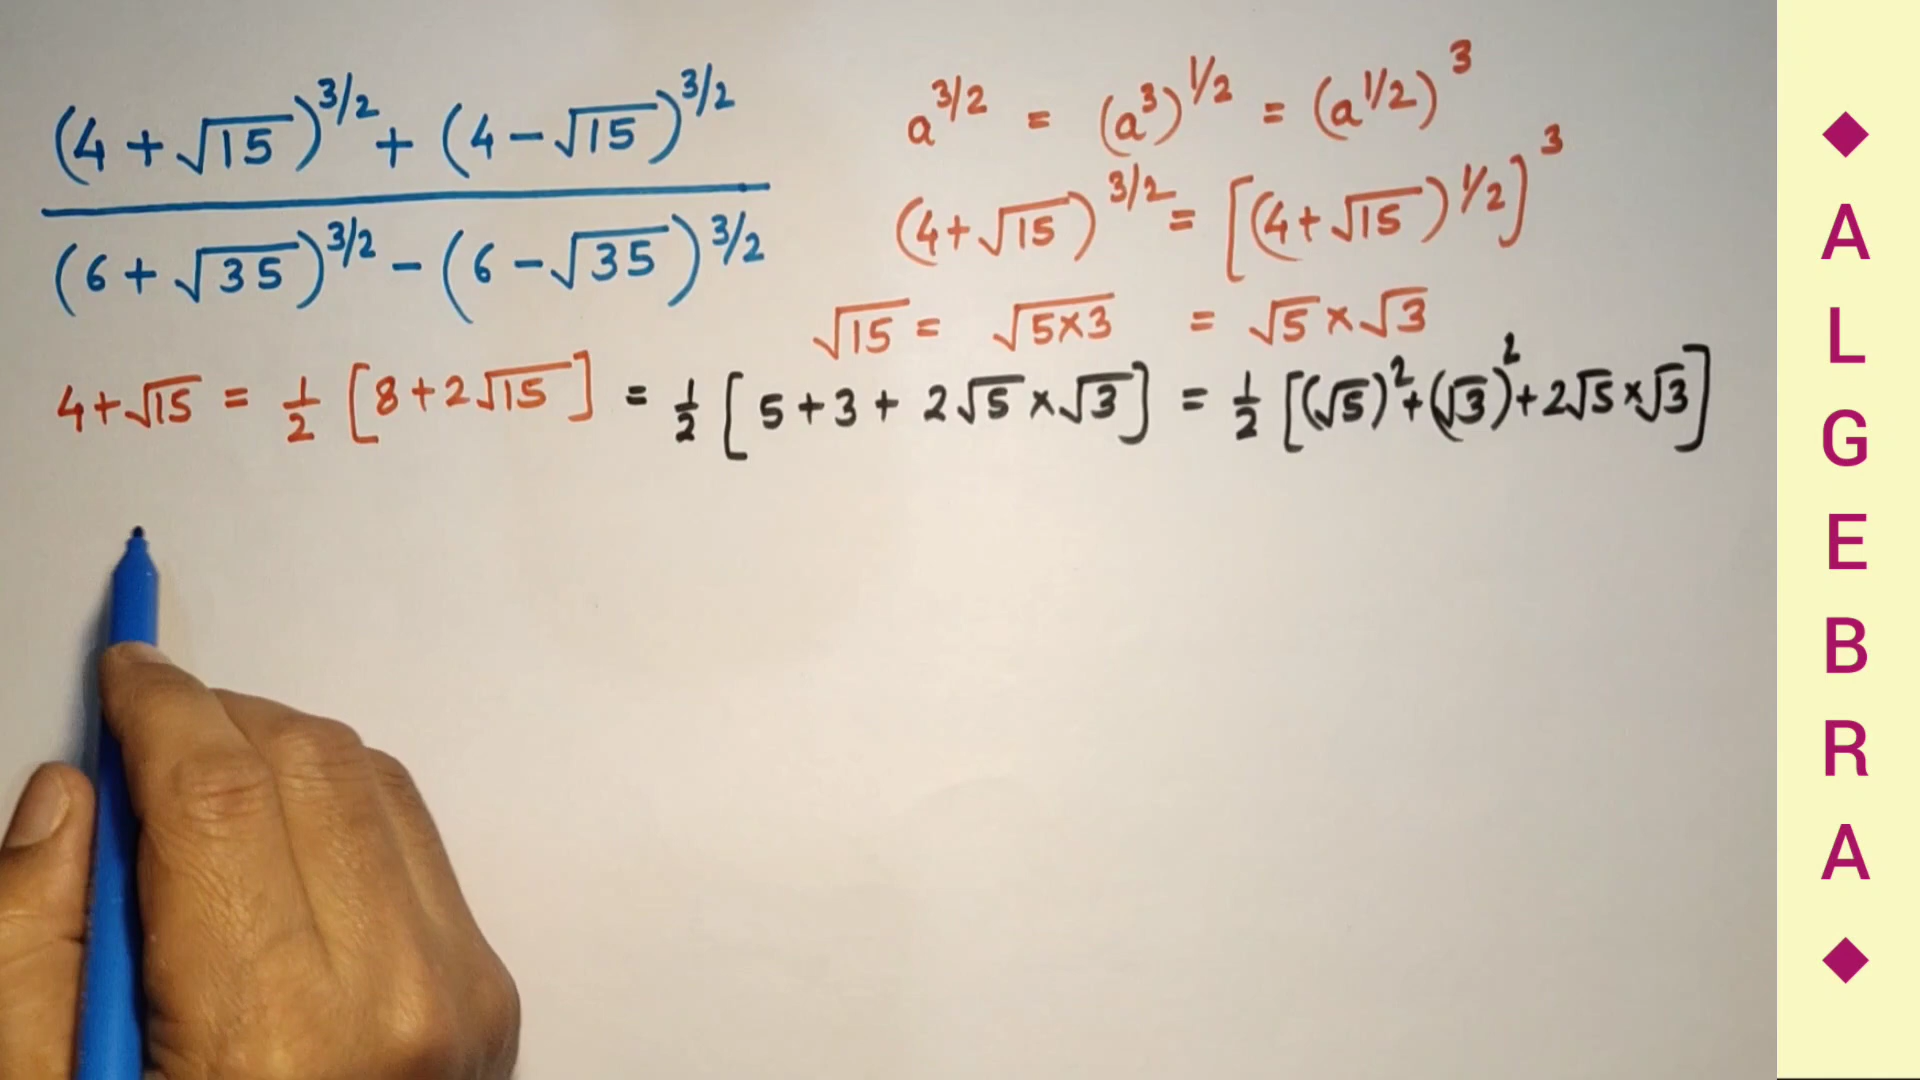 (4+√15)^3/2 + (4-√15)^3/2
(6+√35)^3/2 - (6-√35)^3/2
a^3/2 = (a^3)^1/2 = (a^1/2)^3
(4+√15)^3/2 = [(4+√15)^1/2]^3
√15 = √5×3 = √5×√3
4+√15 = 1/2 [8+2√15] = 1/2 [5+3+2√5×√3] = 1/2 [(√5)^2+(√3)^2+2√5×√3]
◆ ALGEBRA ◆